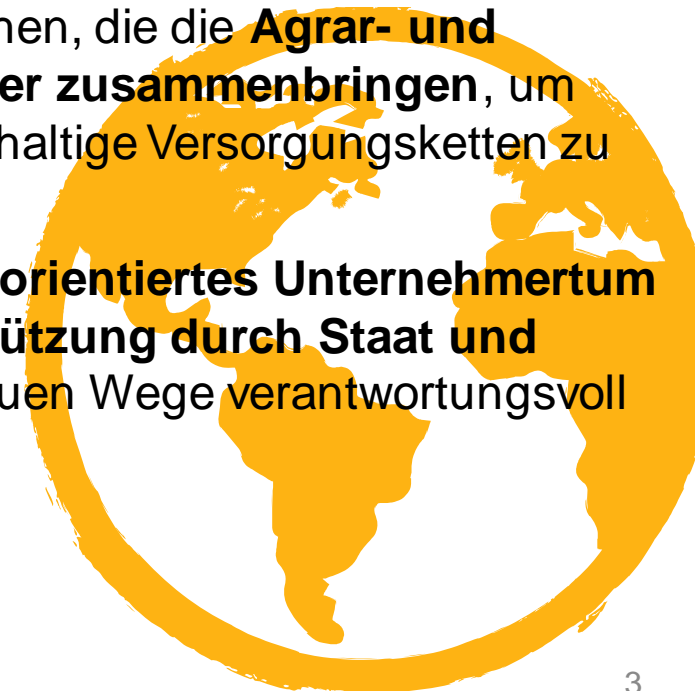 nen, die die Agrar- und
er zusammenbringen, um
haltige Versorgungsketten zu
orientiertes Unternehmertum
ützung durch Staat und
uen Wege verantwortungsvoll
3